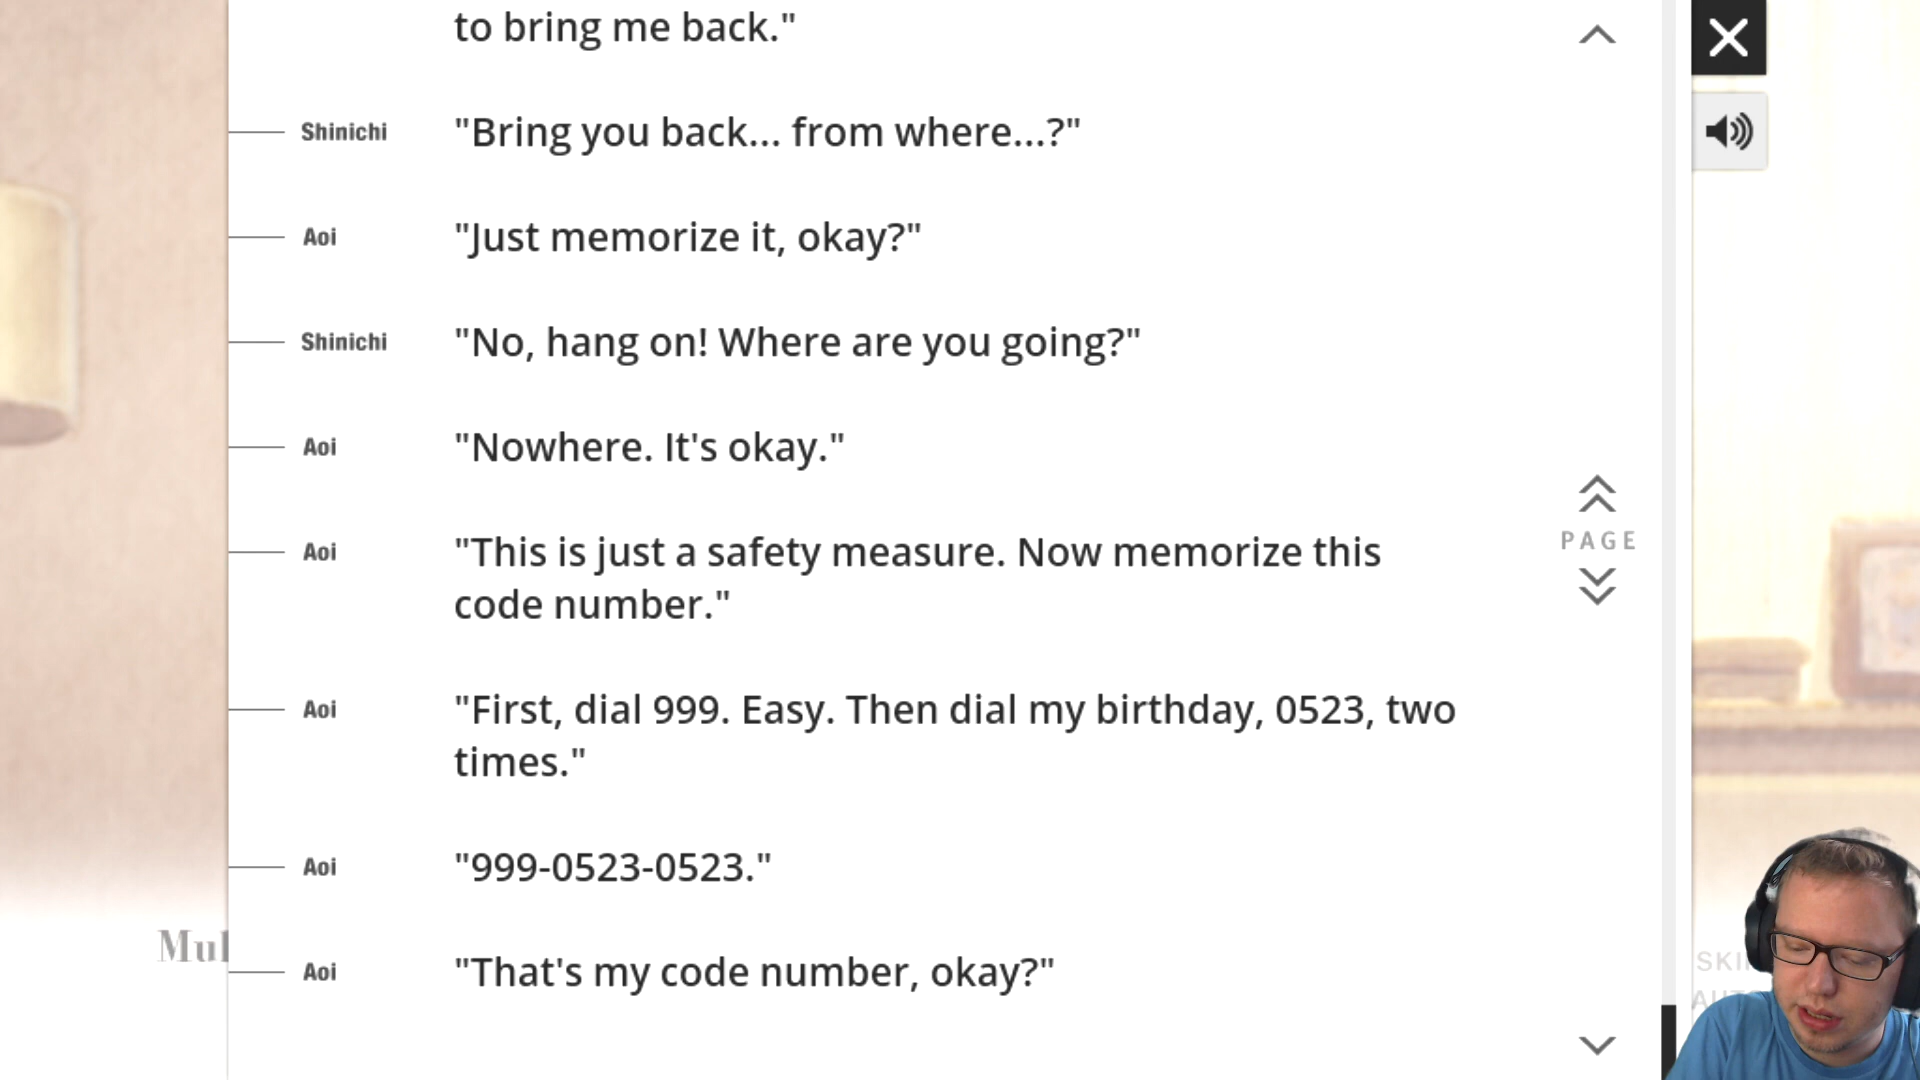 to bring me back."
Shinichi "Bring you back... from where...?"
Aoi "Just memorize it, okay?"
Shinichi "No, hang on! Where are you going?"
Aoi "Nowhere. It's okay."
Aoi "This is just a safety measure. Now memorize this
code number."
PAGE
Aoi "First, dial 999. Easy. Then dial my birthday, 0523, two
times."
Aoi "999-0523-0523."
Aoi "That's my code number, okay?"